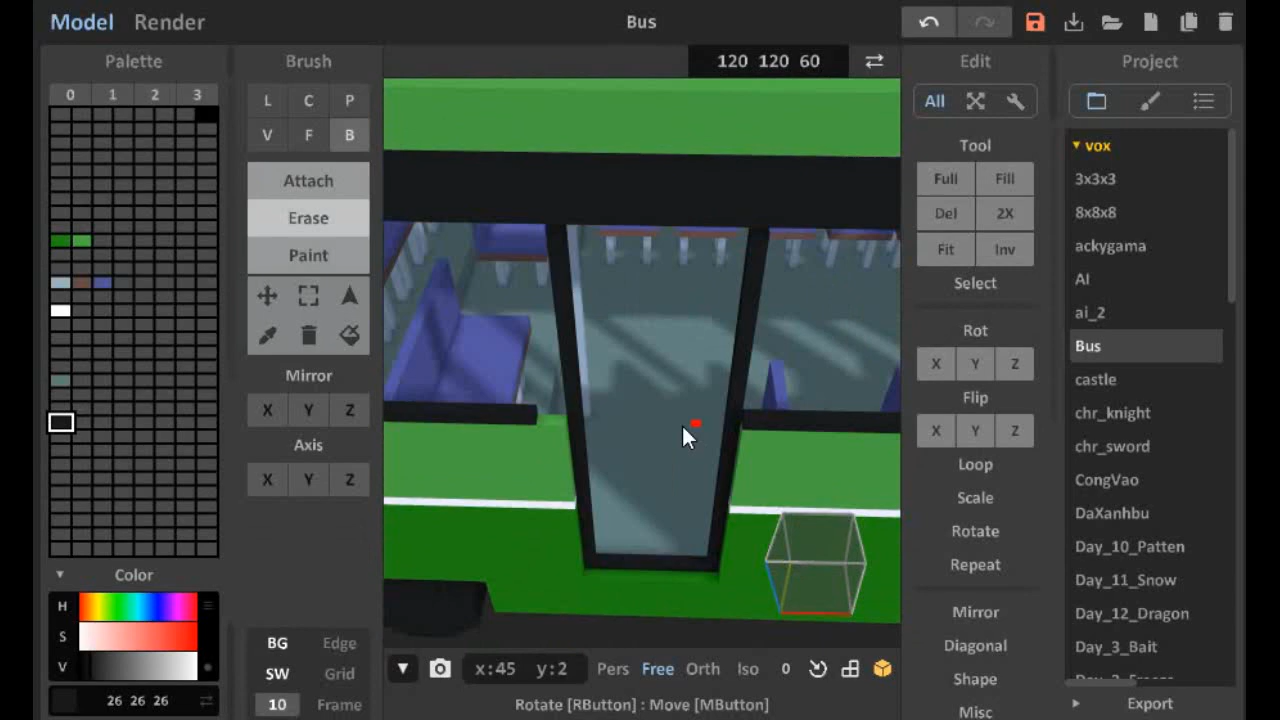 Model Render
Bus
Palette
Brush
120 120 60
Edit
Project
0 1 2 3
L C P
V F B
Attach
Erase
Paint
Mirror
X Y Z
Axis
X Y Z
BG Edge
SW Grid
10 Frame
Color
H
S
V
26 26 26
All
Tool
Full Fill
Del 2X
Fit Inv
Select
Rot
X Y Z
Flip
X Y Z
Loop
Scale
Rotate
Repeat
Mirror
Diagonal
Shape
Misc
vox
3x3x3
8x8x8
ackygama
AI
ai_2
Bus
castle
chr_knight
chr_sword
CongVao
DaXanhbu
Day_10_Patten
Day_11_Snow
Day_12_Dragon
Day_3_Bait
Export
x:45 y:2
Pers Free Orth Iso 0
Rotate [RButton] : Move [MButton]